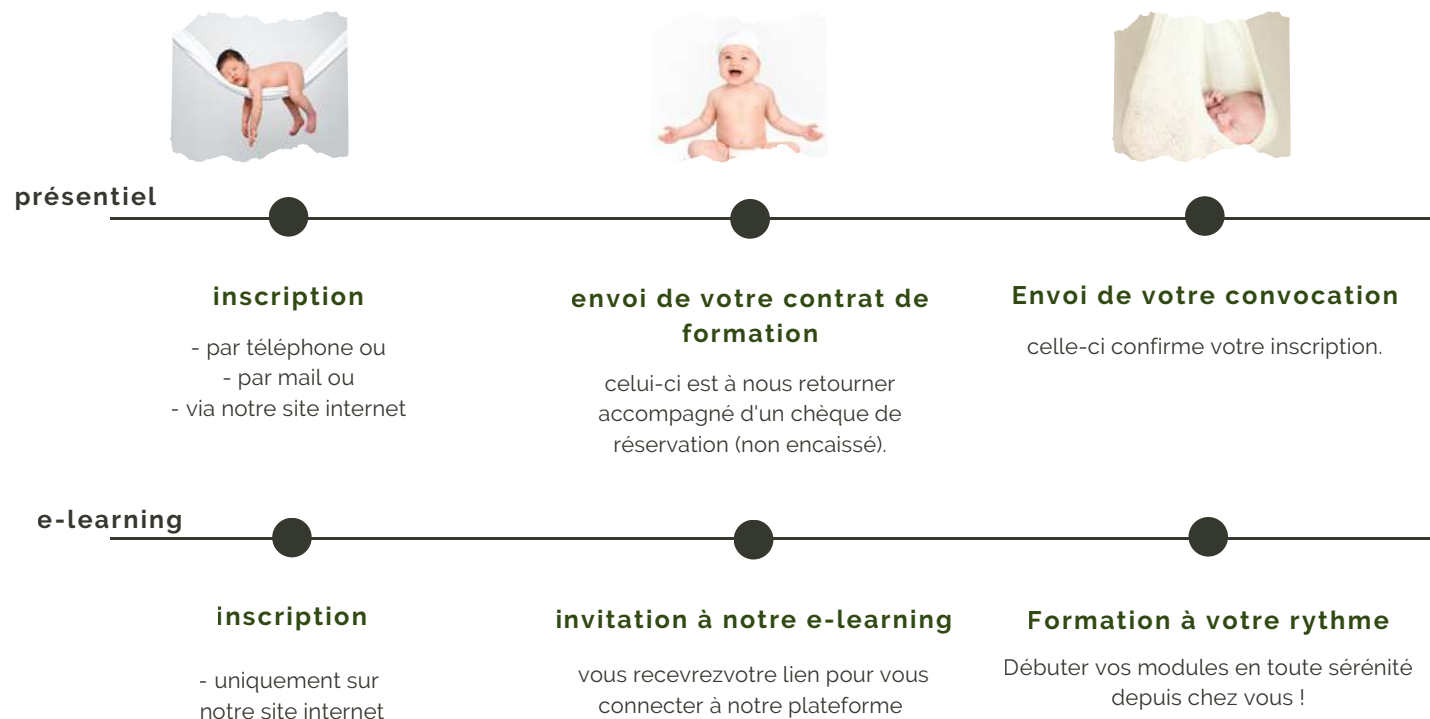 présentiel
inscription
- par téléphone ou
- par mail ou
- via notre site internet
envoi de votre contrat de
formation
celui-ci est à nous retourner
accompagné d'un chèque de
réservation (non encaissé).
Envoi de votre convocation
celle-ci confirme votre inscription.
e-learning
inscription
- uniquement sur
notre site internet
invitation à notre e-learning
vous recevrezvotre lien pour vous
connecter à notre plateforme
Formation à votre rythme
Débuter vos modules en toute sérénité
depuis chez vous !